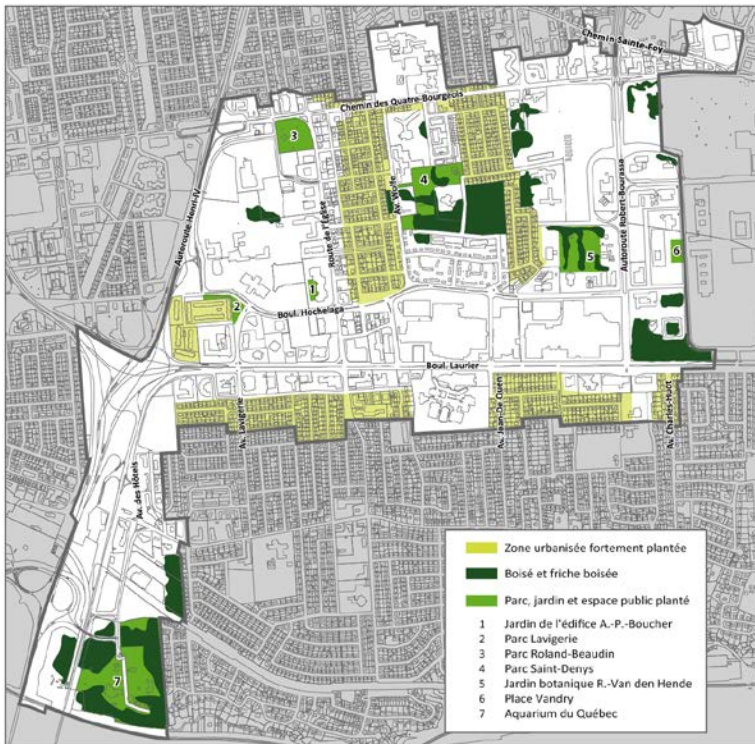 Chemin Sainte-Foy
Chemin des Quatre-Bourgeois
3
Autoroute Henri-IV
Route de l'Église
Av. Wolfe
4
Autoroute Robert-Bourassa
5
6
1
2
Boul. Hochelaga
Boul. Laurier
Av. Lavigerie
Av. Jean-De Quen
Av. Charles-Huot
Av. des Hôtels
7
Zone urbanisée fortement plantée
Boisé et friche boisée
Parc, jardin et espace public planté
1 Jardin de l'édifice A.-P.-Boucher
2 Parc Lavigerie
3 Parc Roland-Beaudin
4 Parc Saint-Denys
5 Jardin botanique R.-Van den Hende
6 Place Vandry
7 Aquarium du Québec